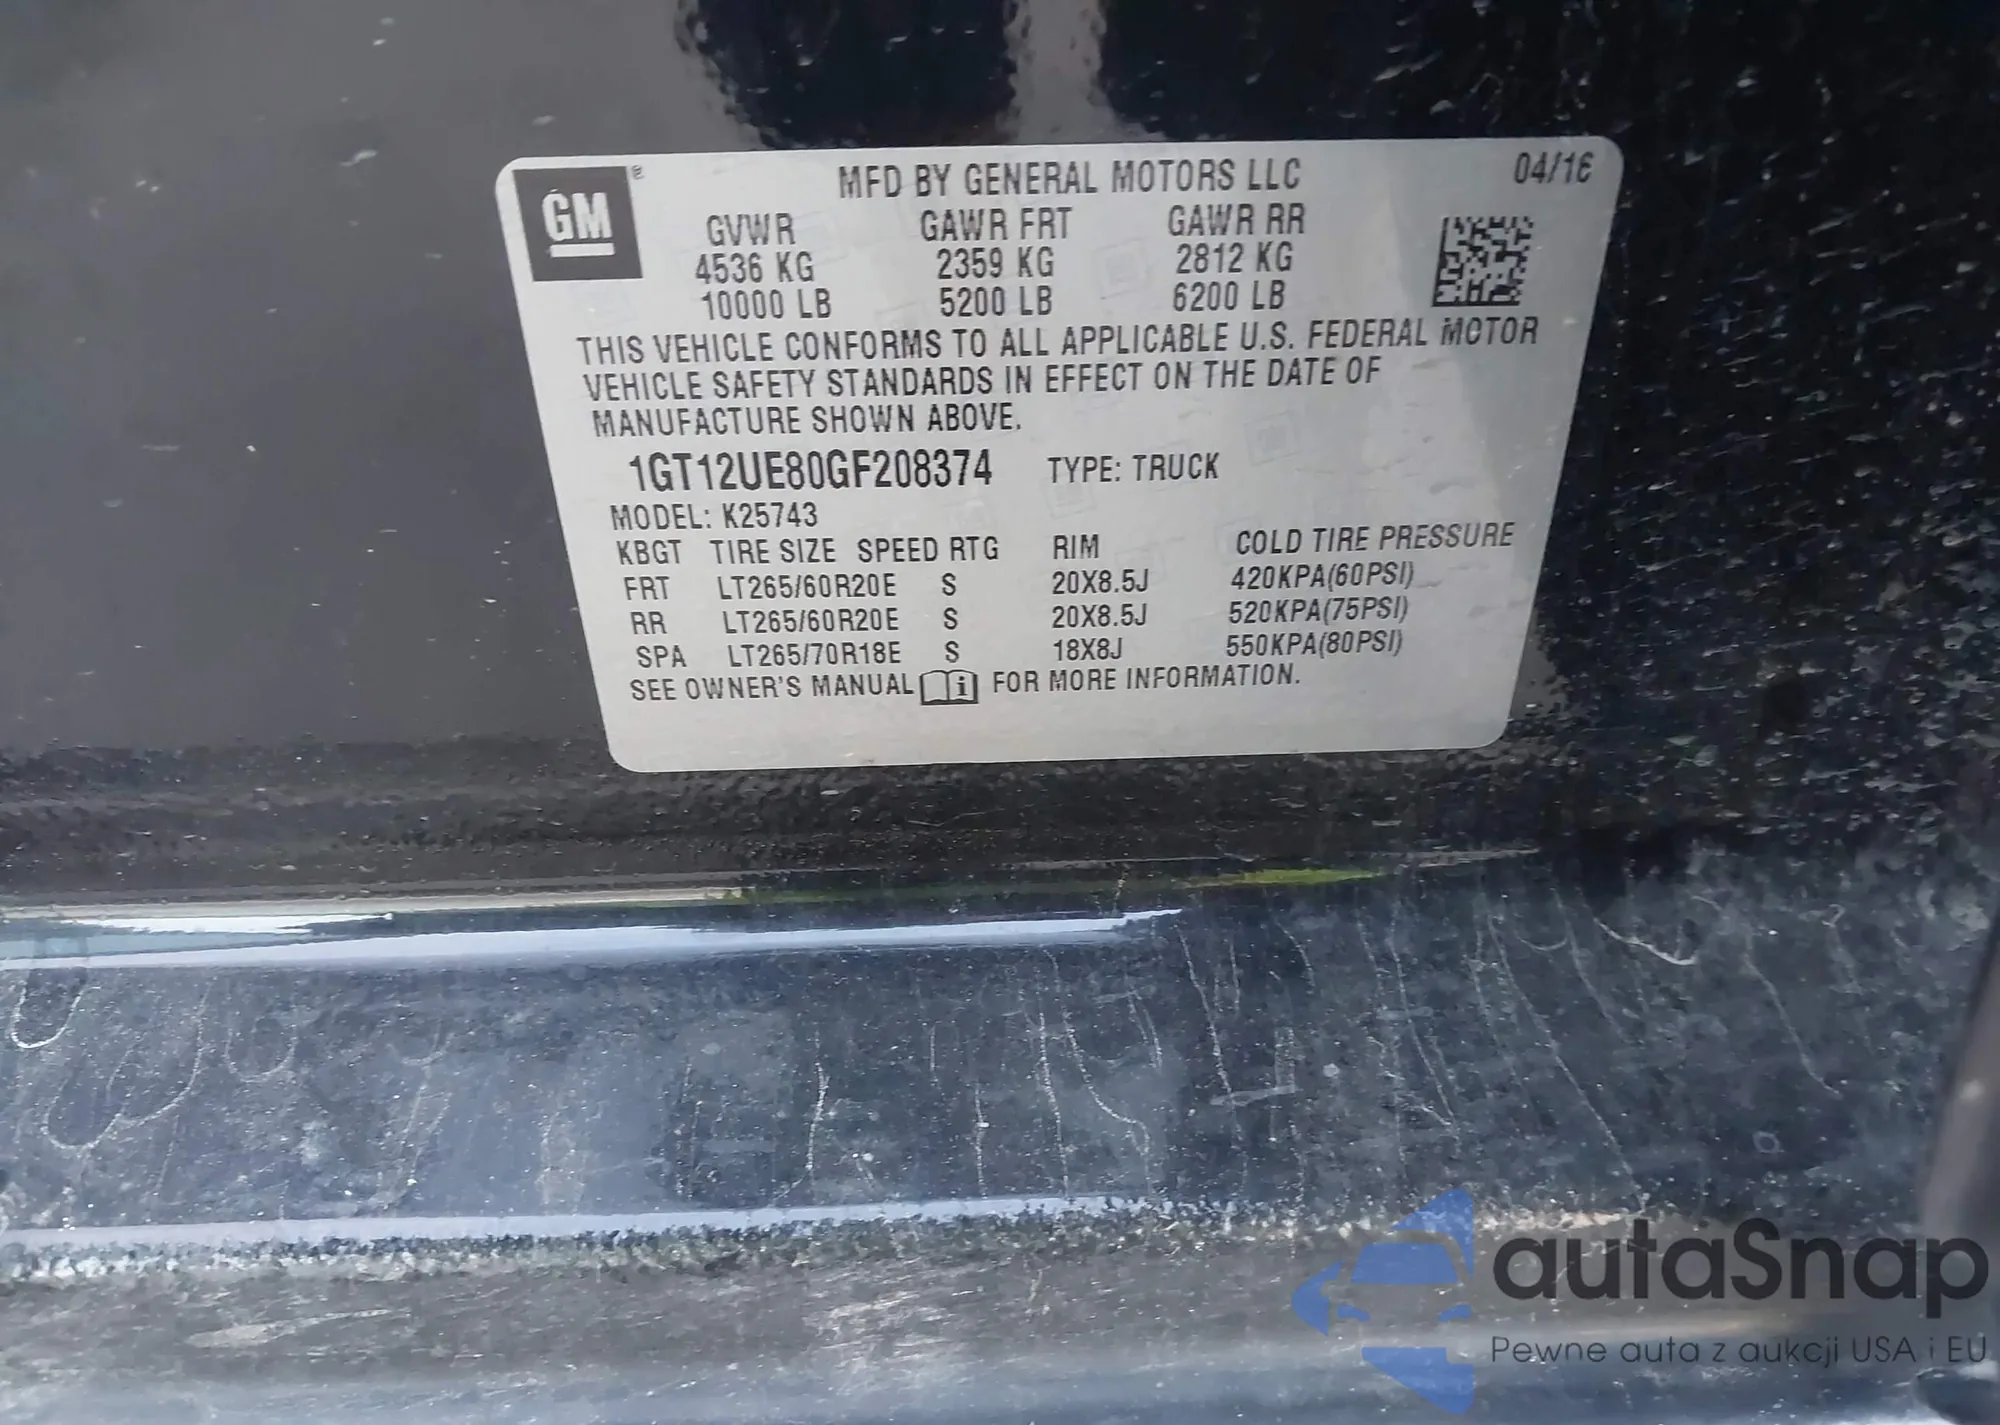 GM ®
MFD BY GENERAL MOTORS LLC 04/16
GVWR GAWR FRT GAWR RR
4536 KG 2359 KG 2812 KG
10000 LB 5200 LB 6200 LB
THIS VEHICLE CONFORMS TO ALL APPLICABLE U.S. FEDERAL MOTOR
VEHICLE SAFETY STANDARDS IN EFFECT ON THE DATE OF
MANUFACTURE SHOWN ABOVE.
1GT12UE80GF208374 TYPE: TRUCK
MODEL: K25743
KBGT TIRE SIZE SPEED RTG RIM COLD TIRE PRESSURE
FRT LT265/60R20E S 20X8.5J 420KPA(60PSI)
RR LT265/60R20E S 20X8.5J 520KPA(75PSI)
SPA LT265/70R18E S 18X8J 550KPA(80PSI)
SEE OWNER'S MANUAL i FOR MORE INFORMATION.
autaSnap
Pewne auta z aukcji USA i EU